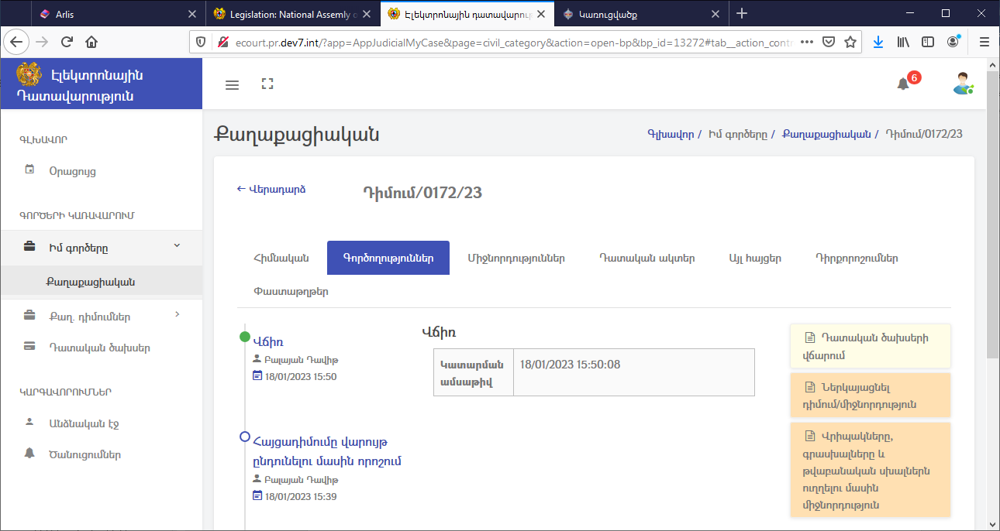 Arlis
Legislation: National Assemly o
Էլեկտրոնային դատավարու
Կառուցվածք
ecourt.pr.dev7.int/?app=AppJudicialMyCase&page=civil_category&action=open-bp&bp_id=13272#tab__action_cont
Էլեկտրոնային
Դատավարություն
6
ԳԼԽԱՎՈՐ
Օրացույց
ԳՈՐԾԵՐԻ ԿԱՌԱՎԱՐՈՒՄ
Իմ գործերը
Քաղաքացիական
Քաղ. դիմումներ
Դատական ծախսեր
ԿԱՐԳԱՎՈՐՈՒՄՆԵՐ
Անձնական էջ
Ծանուցումներ
Քաղաքացիական
Գլխավոր / Իմ գործերը / Քաղաքացիական / Դիմում/0172/23
← Վերադարձ
Դիմում/0172/23
Հիմնական
Գործողություններ
Միջնորդություններ
Դատական ակտեր
Այլ հայցեր
Դիրքորոշումներ
Փաստաթղթեր
Վճիռ
Բալայան Դավիթ
18/01/2023 15:50
Հայցադիմումը վարույթ
ընդունելու մասին որոշում
Բալայան Դավիթ
18/01/2023 15:39
Վճիռ
Կատարման
ամսաթիվ
18/01/2023 15:50:08
Դատական ծախսերի
վճարում
Ներկայացնել
դիմում/միջնորդություն
Վրիպակները,
գրասխալները և
թվաբանական սխալներն
ուղղելու մասին
միջնորդություն